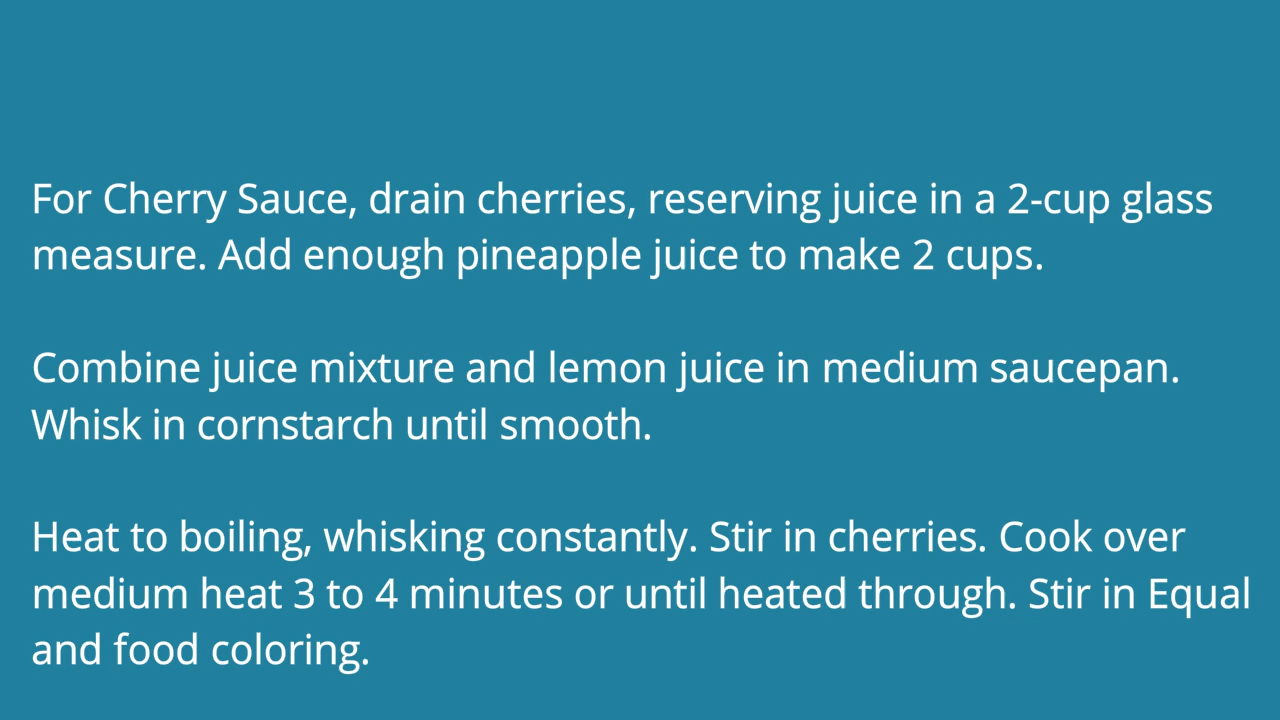 For Cherry Sauce, drain cherries, reserving juice in a 2-cup glass
measure. Add enough pineapple juice to make 2 cups.
Combine juice mixture and lemon juice in medium saucepan.
Whisk in cornstarch until smooth.
Heat to boiling, whisking constantly. Stir in cherries. Cook over
medium heat 3 to 4 minutes or until heated through. Stir in Equal
and food coloring.